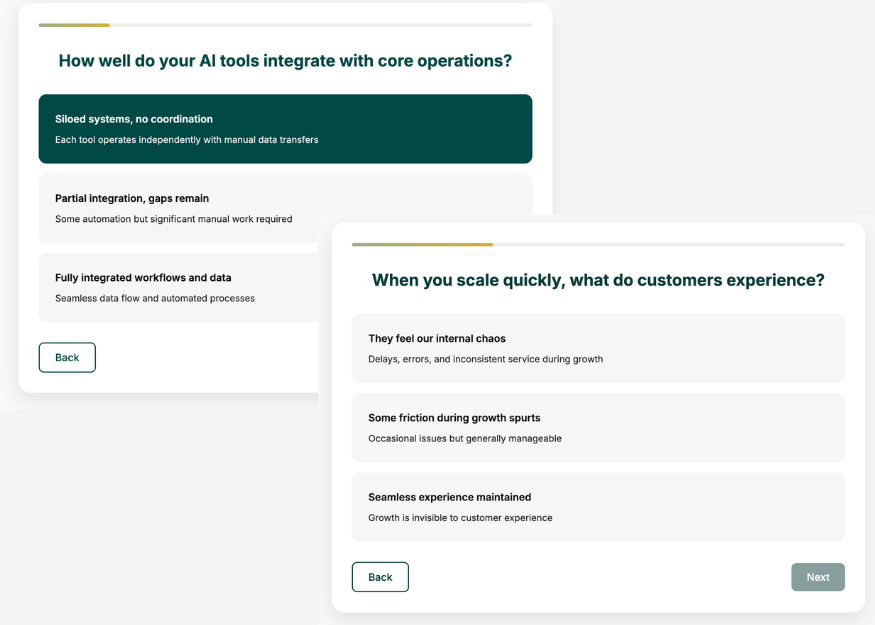 How well do your AI tools integrate with core operations?
Siloed systems, no coordination
Each tool operates independently with manual data transfers
Partial integration, gaps remain
Some automation but significant manual work required
Fully integrated workflows and data
Seamless data flow and automated processes
Back
When you scale quickly, what do customers experience?
They feel our internal chaos
Delays, errors, and inconsistent service during growth
Some friction during growth spurts
Occasional issues but generally manageable
Seamless experience maintained
Growth is invisible to customer experience
Back
Next